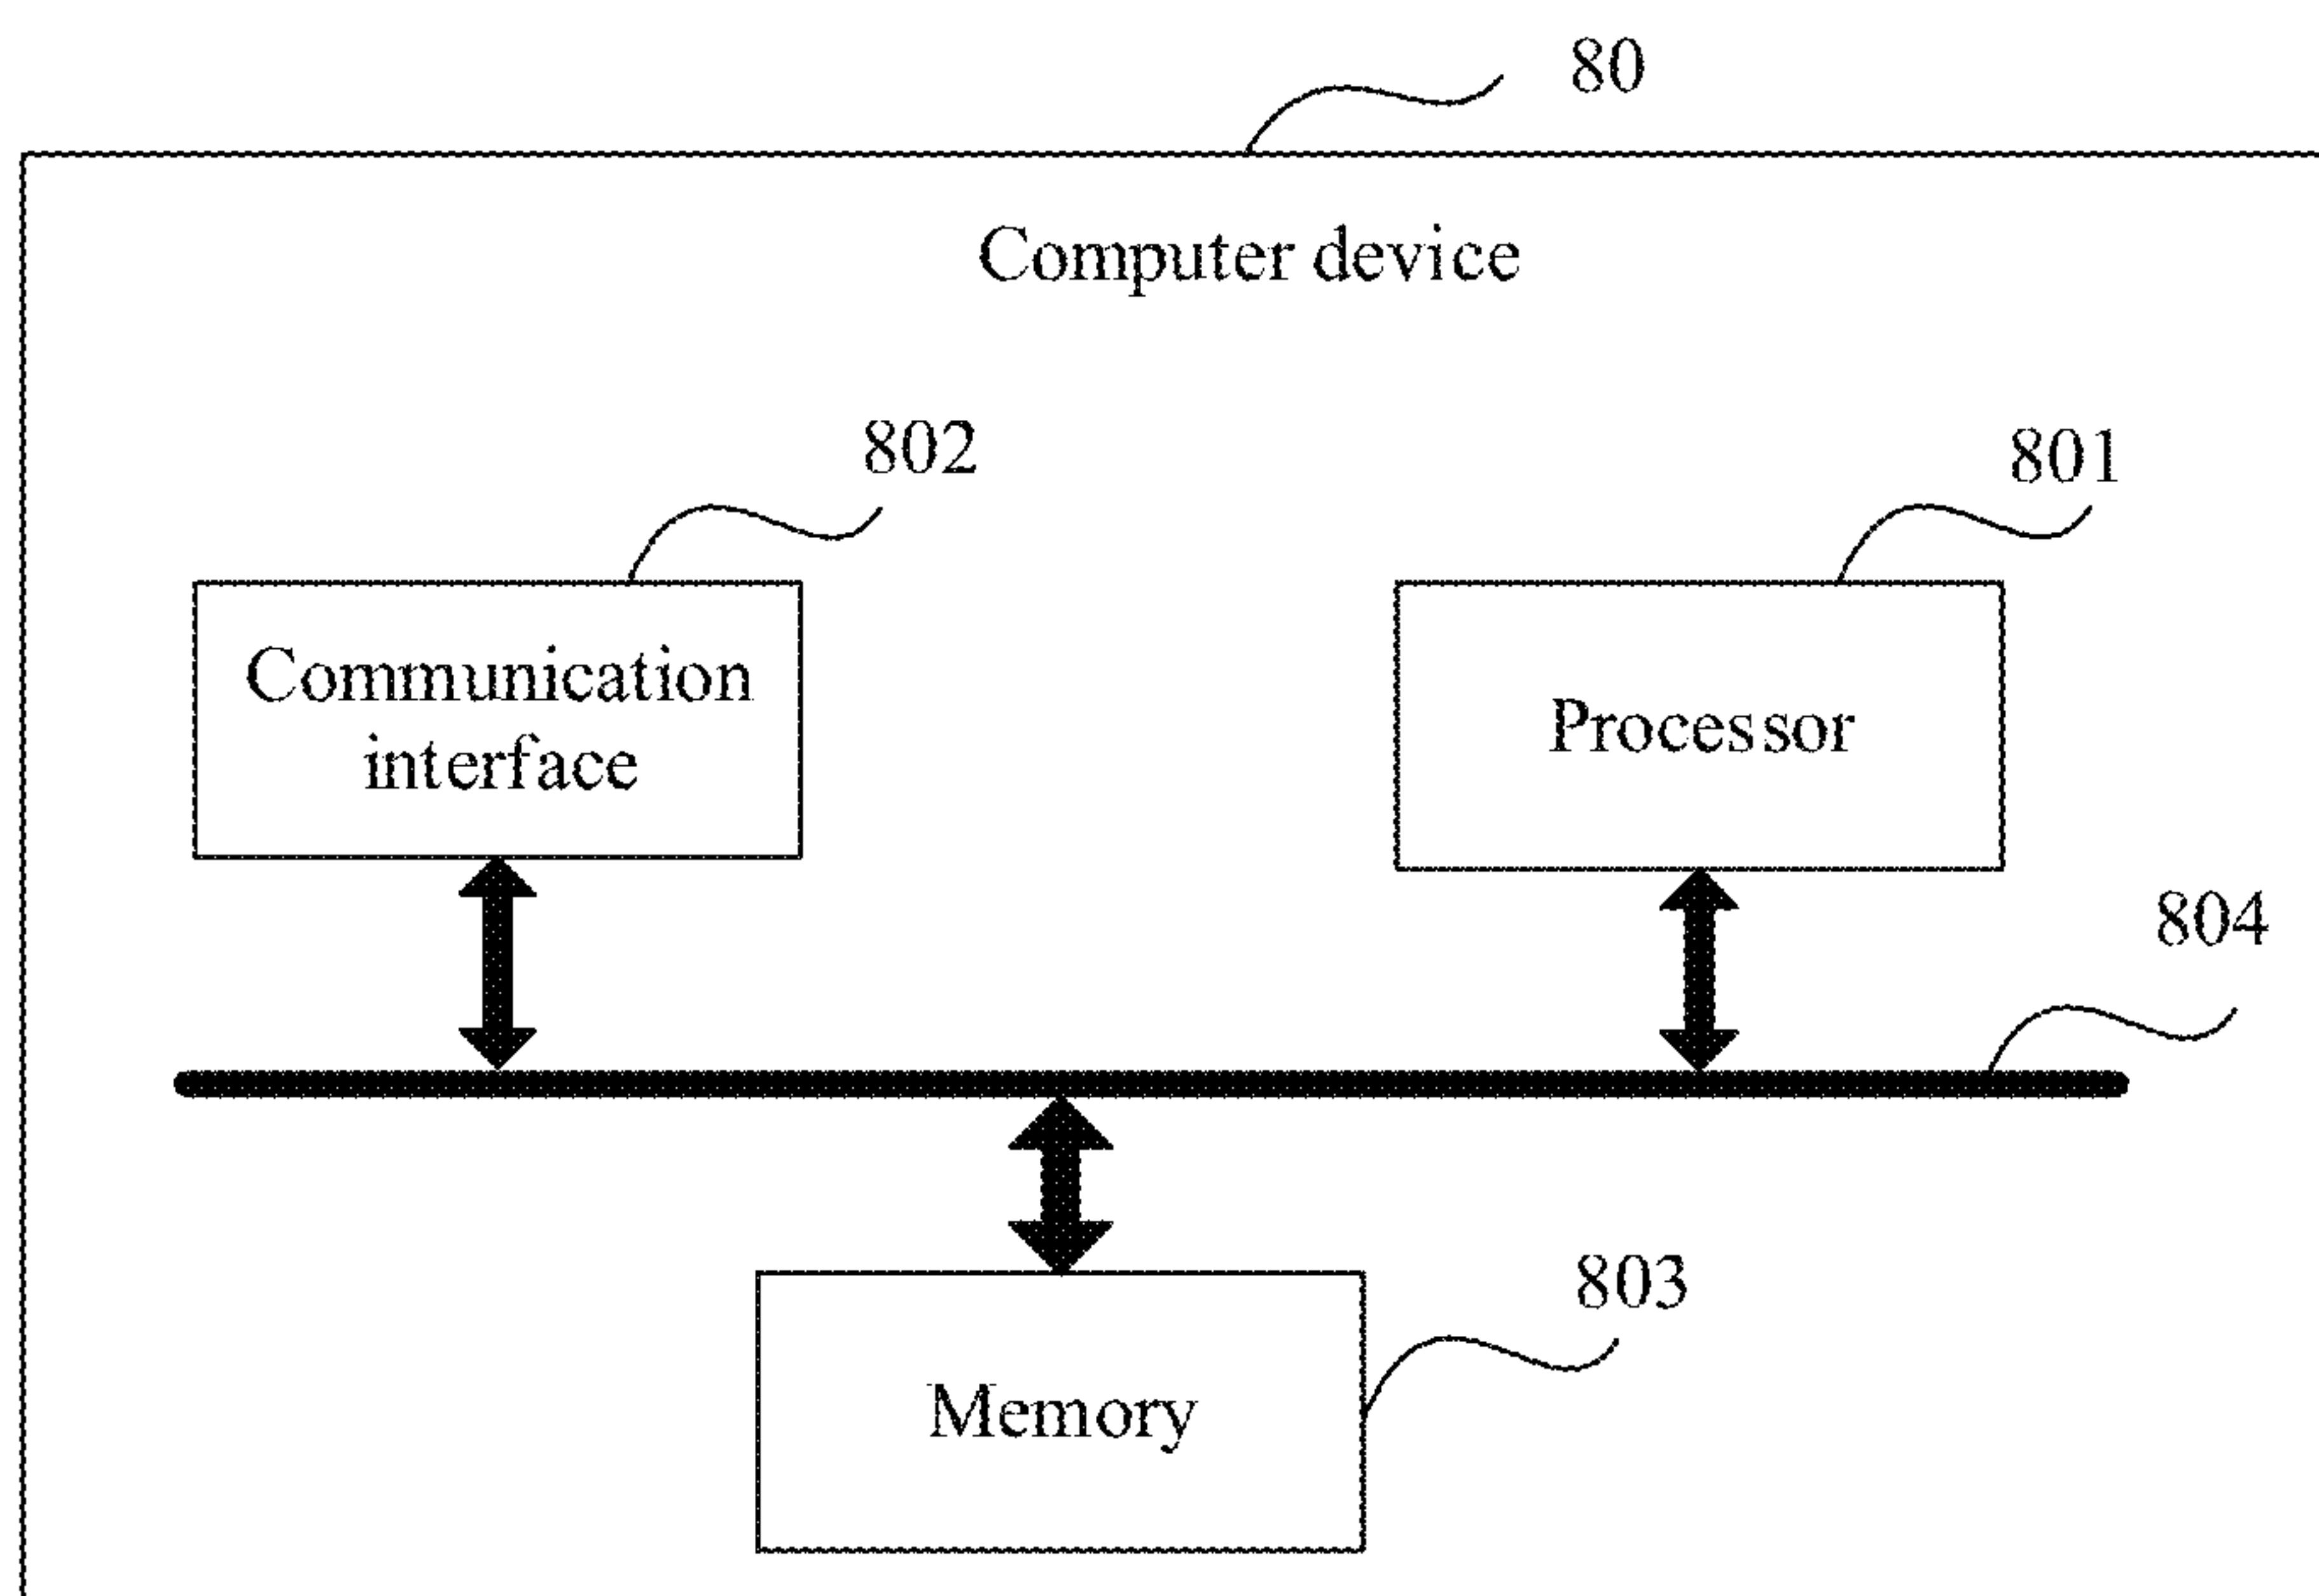 80
Computer device
802
801
Communication
interface
Processor
804
803
Memory